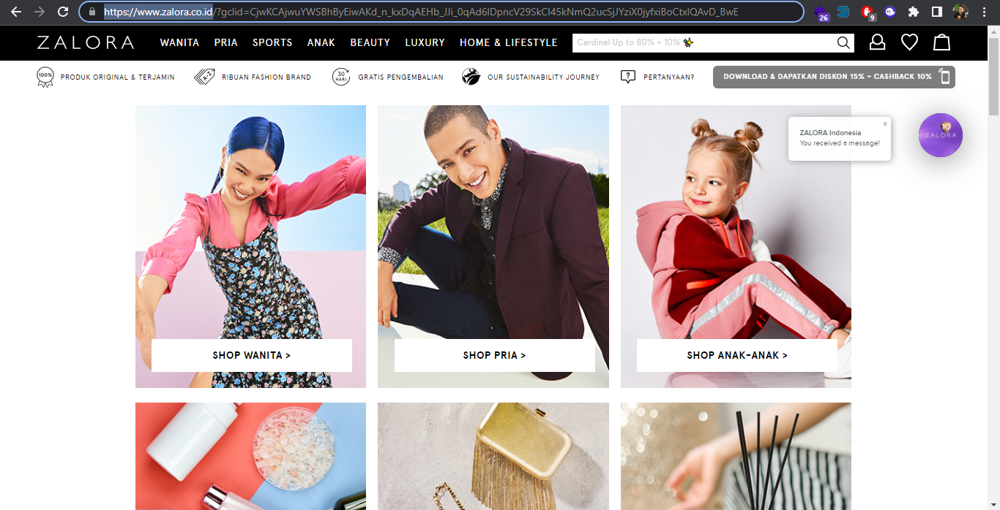 https://www.zalora.co.id/?gclid=CjwKCAjwuYWSBhByEiwAKd_n_kxDqAEHb_JJi_0qAd6IDpncV29SkCl45kNmQ2ucSjJYziX0jyfxiBoCtxIQAvD_BwE
26
9
ZALORA
WANITA PRIA SPORTS ANAK BEAUTY LUXURY HOME & LIFESTYLE
Cardinal Up to 80% + 10% ✨
100% PRODUK ORIGINAL & TERJAMIN
A-Z RIBUAN FASHION BRAND
30 HARI GRATIS PENGEMBALIAN
OUR SUSTAINABILITY JOURNEY
? PERTANYAAN?
DOWNLOAD & DAPATKAN DISKON 15% + CASHBACK 10%
x
ZALORA Indonesia
You received a message!
10
ZALORA
SHOP WANITA >
SHOP PRIA >
SHOP ANAK-ANAK >